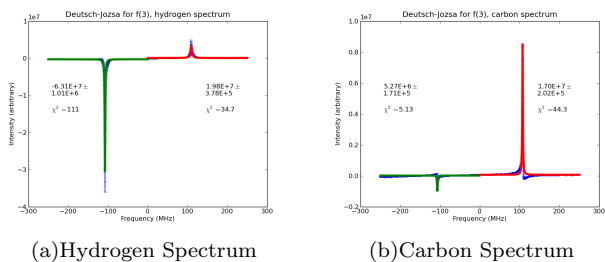 Deutsch-Jozsa for f(3), hydrogen spectrum
1e7
1
0
−1
−2
−3
−4
−300 −200 −100 0 100 200 300
Frequency (MHz)
Intensity (arbitrary)
-6.31E+7±
1.01E+6
χ² =111
1.98E+7±
3.78E+5
χ² =34.7
(a)Hydrogen Spectrum
Deutsch-Jozsa for f(3), carbon spectrum
1e7
1.0
0.8
0.6
0.4
0.2
0.0
−0.2
−300 −200 −100 0 100 200 300
Frequency (MHz)
Intensity (arbitrary)
5.27E+6±
1.71E+5
χ² =5.13
1.70E+7±
2.02E+5
χ² =44.3
(b)Carbon Spectrum